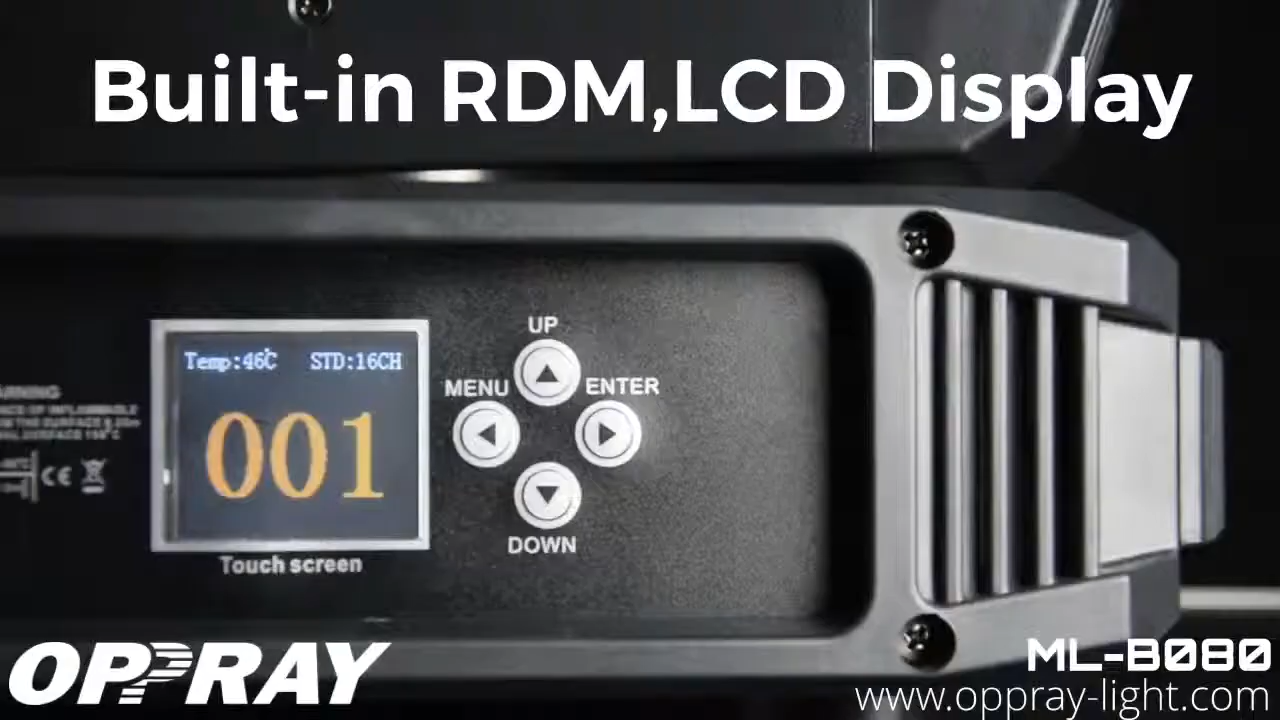 Built-in RDM,LCD Display
UP
Temp:46℃ STD:16CH
MENU
ENTER
001
DOWN
Touch screen
OPPRAY
ML-B080
www.oppray-light.com